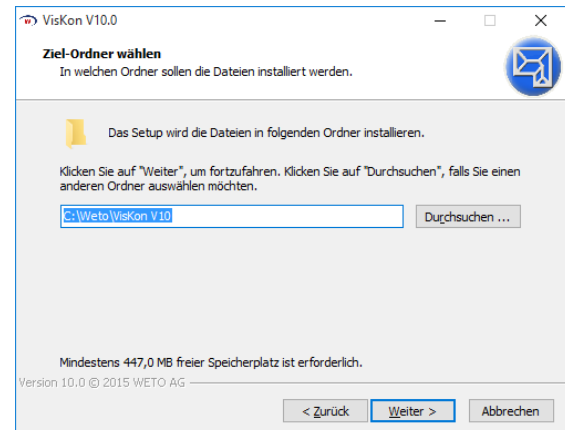 VisKon V10.0
Ziel-Ordner wählen
In welchen Ordner sollen die Dateien installiert werden.
Das Setup wird die Dateien in folgenden Ordner installieren.
Klicken Sie auf "Weiter", um fortzufahren. Klicken Sie auf "Durchsuchen", falls Sie einen
anderen Ordner auswählen möchten.
C:\Weto\VisKon V10
Durchsuchen ...
Mindestens 447,0 MB freier Speicherplatz ist erforderlich.
Version 10.0 © 2015 WETO AG
< Zurück
Weiter >
Abbrechen